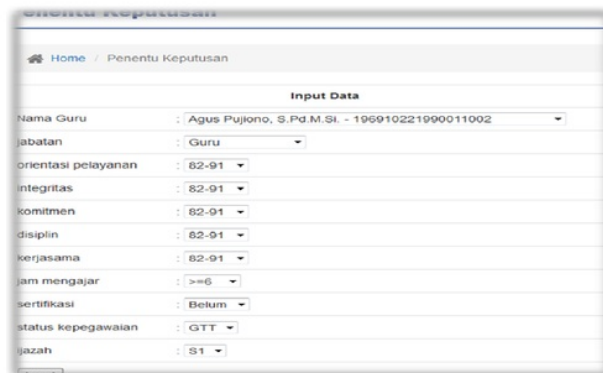 Penentu Keputusan
Home / Penentu Keputusan
Input Data
Nama Guru : Agus Pujiono, S.Pd.M.Si. - 196910221990011002
jabatan : Guru
orientasi pelayanan : 82-91
integritas : 82-91
komitmen : 82-91
disiplin : 82-91
kerjasama : 82-91
jam mengajar : >=6
sertifikasi : Belum
status kepegawaian : GTT
ijazah : S1